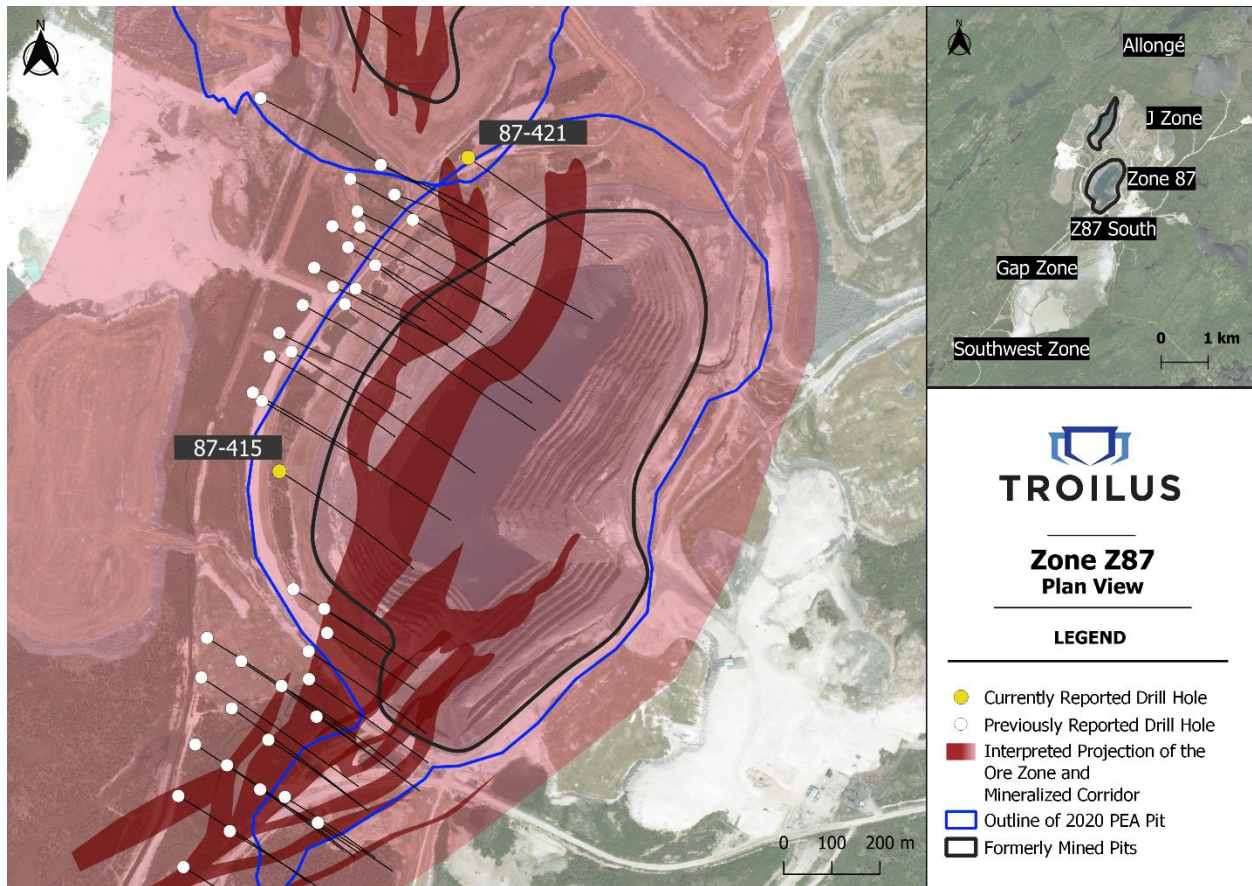 N
87-421
87-415
0 100 200 m
N
Allongé
J Zone
Zone 87
Z87 South
Gap Zone
0 1 km
Southwest Zone
TROILUS
Zone Z87
Plan View
LEGEND
Currently Reported Drill Hole
Previously Reported Drill Hole
Interpreted Projection of the
Ore Zone and
Mineralized Corridor
Outline of 2020 PEA Pit
Formerly Mined Pits